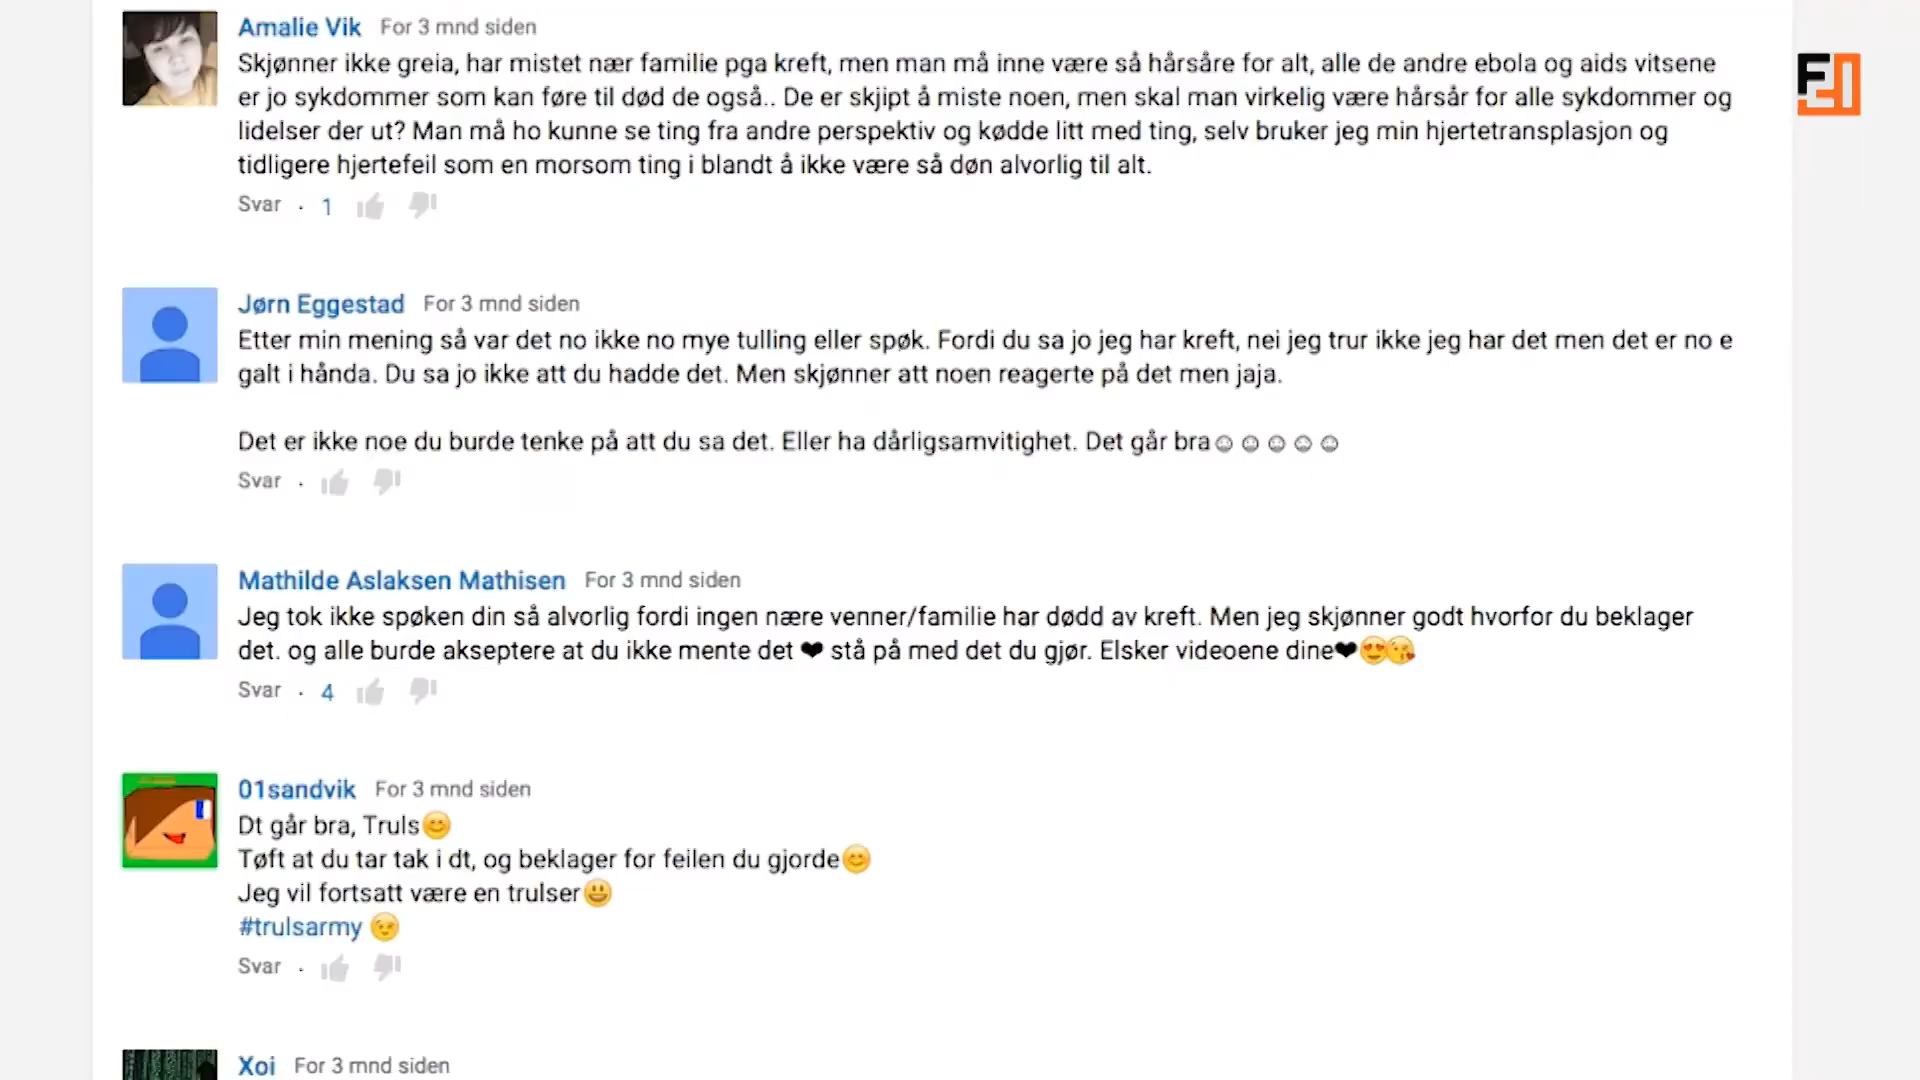 Amalie Vik For 3 mnd siden
Skjønner ikke greia, har mistet nær familie pga kreft, men man må inne være så hårsåre for alt, alle de andre ebola og aids vitsene
er jo sykdommer som kan føre til død de også.. De er skjipt å miste noen, men skal man virkelig være hårsår for alle sykdommer og
lidelser der ut? Man må ho kunne se ting fra andre perspektiv og kødde litt med ting, selv bruker jeg min hjertetransplasjon og
tidligere hjertefeil som en morsom ting i blandt å ikke være så døn alvorlig til alt.
Svar . 1
Jørn Eggestad For 3 mnd siden
Etter min mening så var det no ikke no mye tulling eller spøk. Fordi du sa jo jeg har kreft, nei jeg trur ikke jeg har det men det er no e
galt i hånda. Du sa jo ikke att du hadde det. Men skjønner att noen reagerte på det men jaja.
Det er ikke noe du burde tenke på att du sa det. Eller ha dårligsamvitighet. Det går bra☺☺☺☺☺
Svar .
Mathilde Aslaksen Mathisen For 3 mnd siden
Jeg tok ikke spøken din så alvorlig fordi ingen nære venner/familie har dødd av kreft. Men jeg skjønner godt hvorfor du beklager
det. og alle burde akseptere at du ikke mente det ❤ stå på med det du gjør. Elsker videoene dine❤😍😘
Svar . 4
01sandvik For 3 mnd siden
Dt går bra, Truls😊
Tøft at du tar tak i dt, og beklager for feilen du gjorde😊
Jeg vil fortsatt være en trulser😃
#trulsarmy 😉
Svar .
Xoi For 3 mnd siden